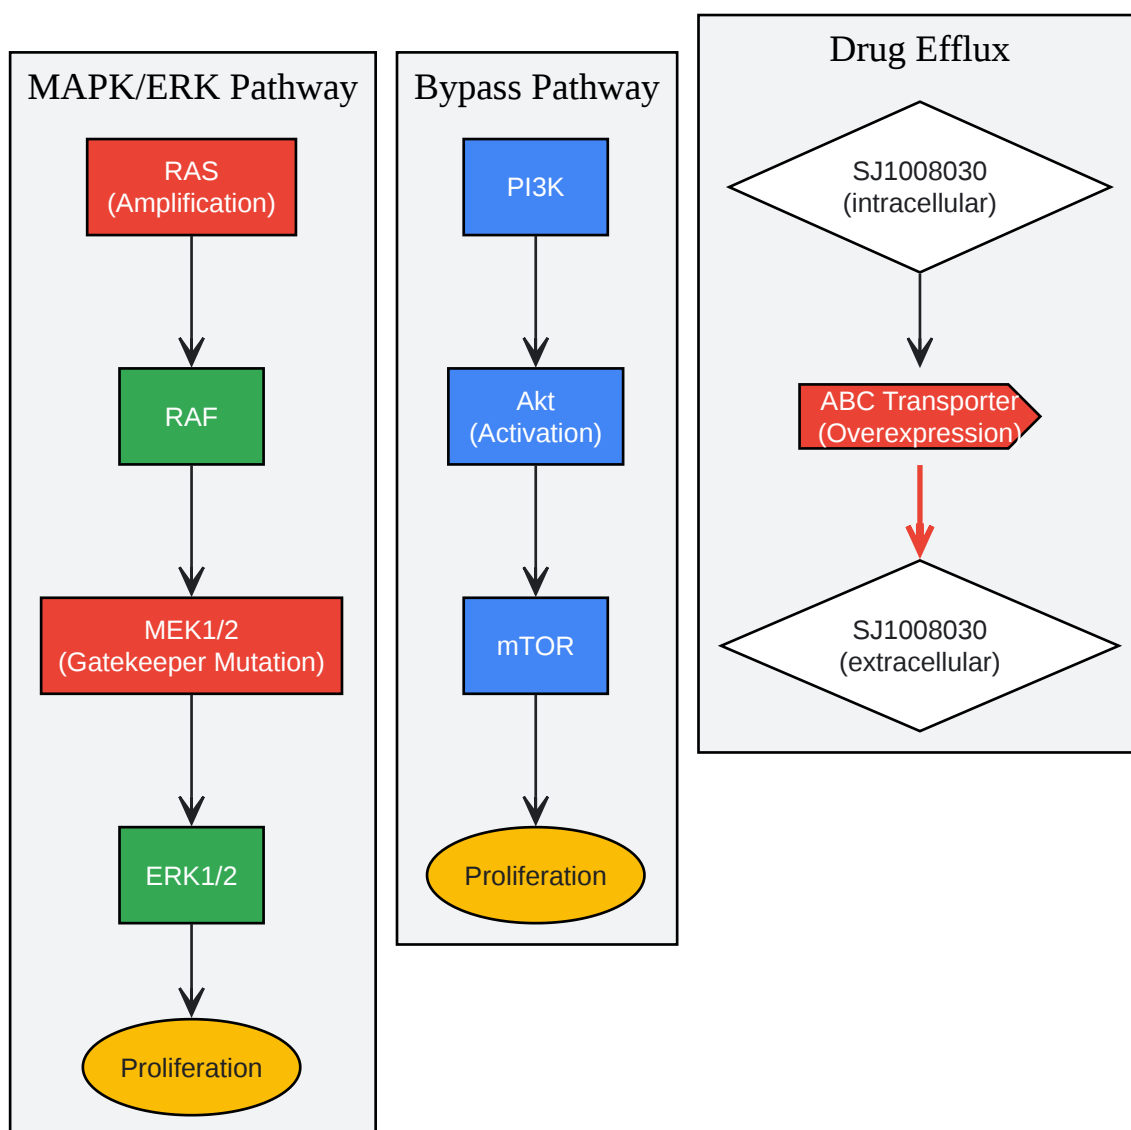 MAPK/ERK Pathway
RAS
(Amplification)
RAF
MEK1/2
(Gatekeeper Mutation)
ERK1/2
Proliferation
Bypass Pathway
PI3K
Akt
(Activation)
mTOR
Proliferation
Drug Efflux
SJ1008030
(intracellular)
ABC Transporter
(Overexpression)
SJ1008030
(extracellular)